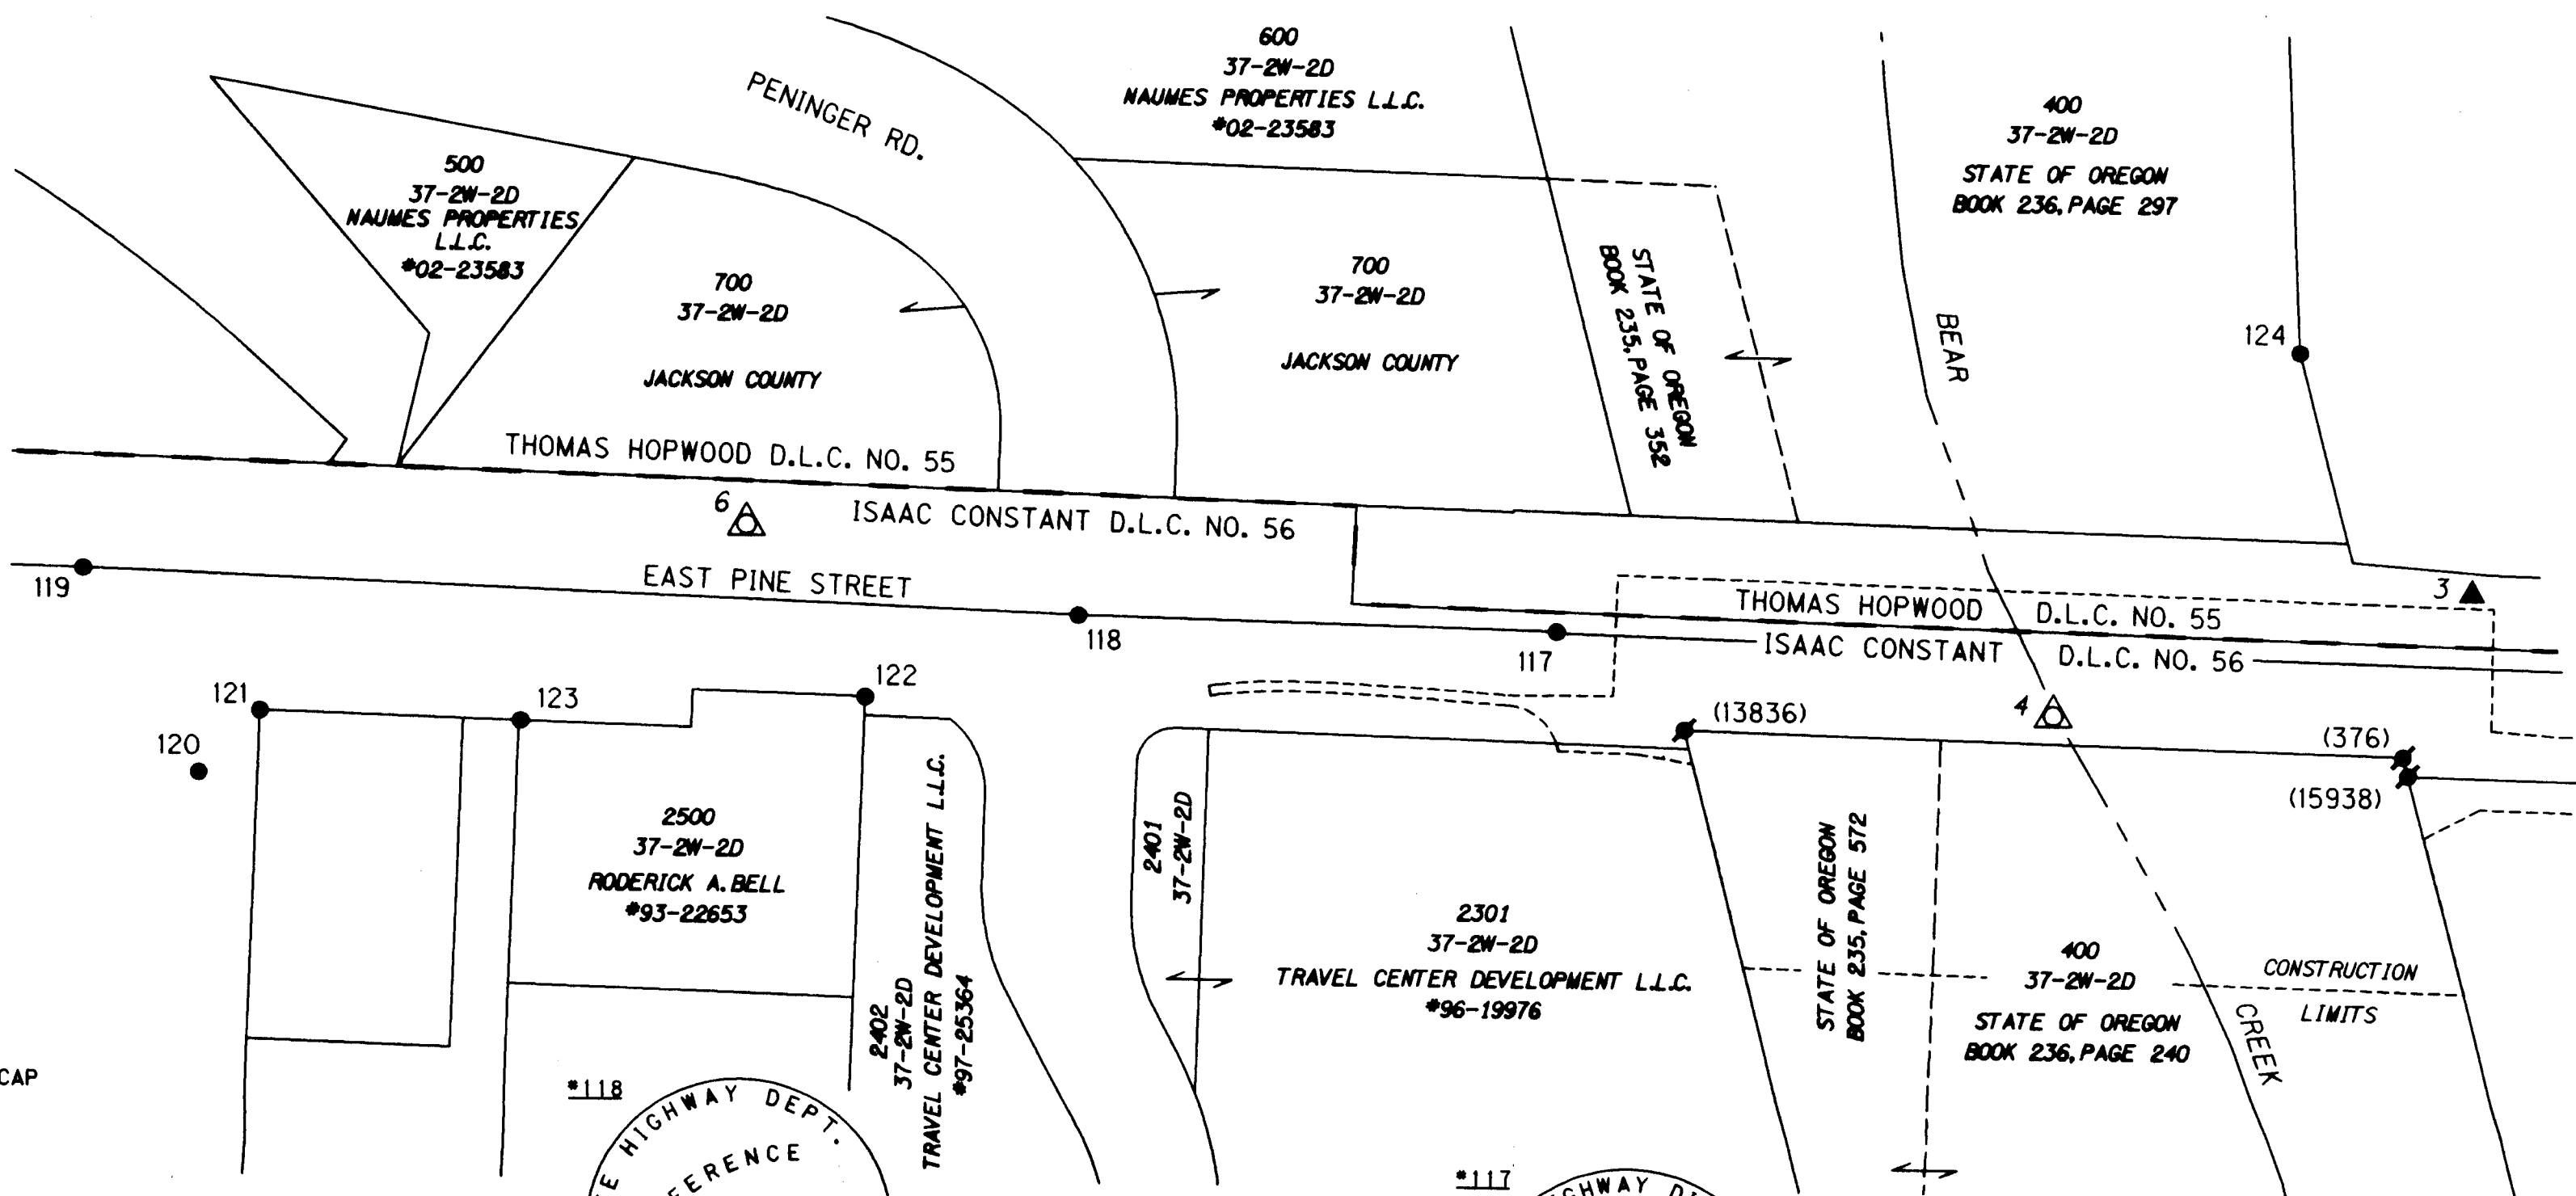 PENINGER RD.
600
37-2W-2D
NAUMES PROPERTIES L.L.C.
#02-23583
400
37-2W-2D
STATE OF OREGON
BOOK 236, PAGE 297
500
37-2W-2D
NAUMES PROPERTIES
L.L.C.
#02-23583
700
37-2W-2D
JACKSON COUNTY
700
37-2W-2D
JACKSON COUNTY
STATE OF OREGON
BOOK 235, PAGE 352
BEAR
124
THOMAS HOPWOOD D.L.C. NO. 55
6
ISAAC CONSTANT D.L.C. NO. 56
119
EAST PINE STREET
118
117
3
THOMAS HOPWOOD D.L.C. NO. 55
ISAAC CONSTANT D.L.C. NO. 56
121
123
122
120
(13836)
4
(376)
(15938)
2500
37-2W-2D
RODERICK A. BELL
#93-22653
2402
37-2W-2D
TRAVEL CENTER DEVELOPMENT L.L.C.
#97-25364
2401
37-2W-2D
2301
37-2W-2D
TRAVEL CENTER DEVELOPMENT L.L.C.
#96-19976
STATE OF OREGON
BOOK 235, PAGE 572
400
37-2W-2D
STATE OF OREGON
BOOK 236, PAGE 240
CONSTRUCTION
LIMITS
CREEK
CAP
#118
HIGHWAY DEPT.
#117